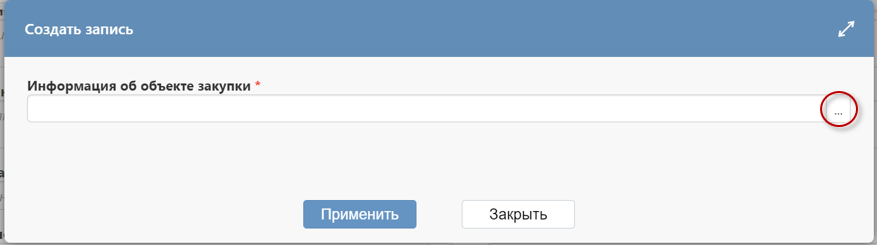 Создать запись
Информация об объекте закупки *
...
Применить Закрыть